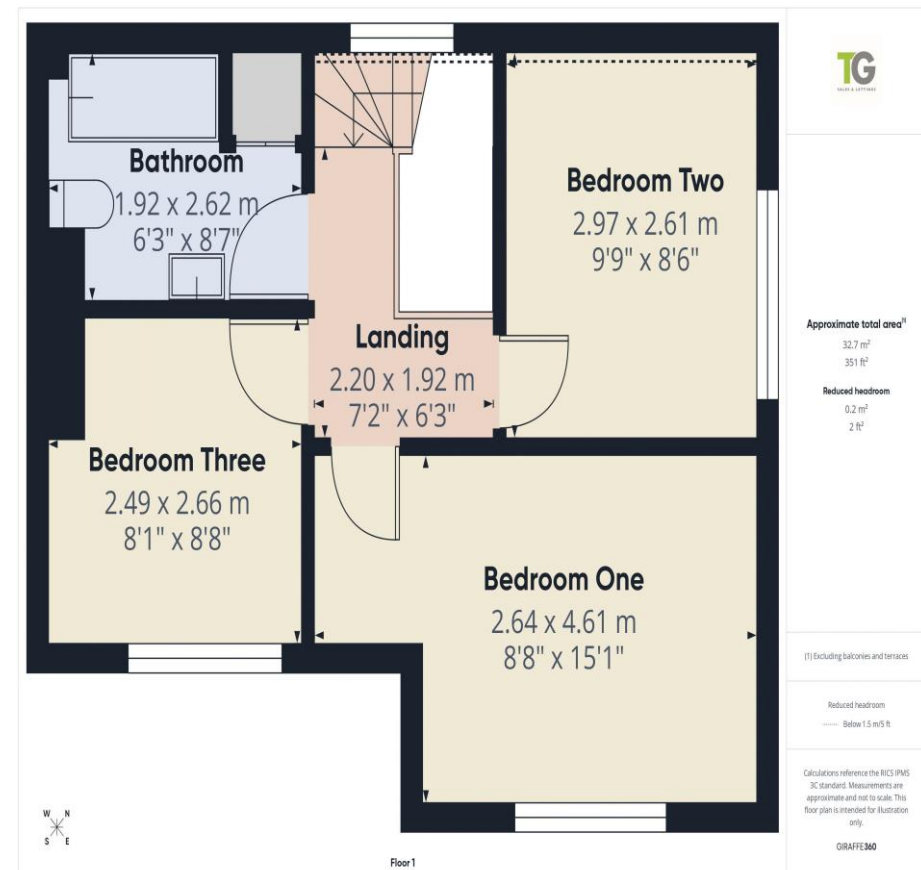 Bathroom
1.92 x 2.62 m
6'3" x 8'7"
Bedroom Two
2.97 x 2.61 m
9'9" x 8'6"
Landing
2.20 x 1.92 m
7'2" x 6'3"
Bedroom Three
2.49 x 2.66 m
8'1" x 8'8"
Bedroom One
2.64 x 4.61 m
8'8" x 15'1"
W N
S E
Floor 1
TG
SALES & LETTINGS
Approximate total area⁽¹⁾
32.7 m²
351 ft²
Reduced headroom
0.2 m²
2 ft²
(1) Excluding balconies and terraces
Reduced headroom
Below 1.5 m/5 ft
Calculations reference the RICS IPMS
3C standard. Measurements are
approximate and not to scale. This
floor plan is intended for illustration
only.
GIRAFFE360